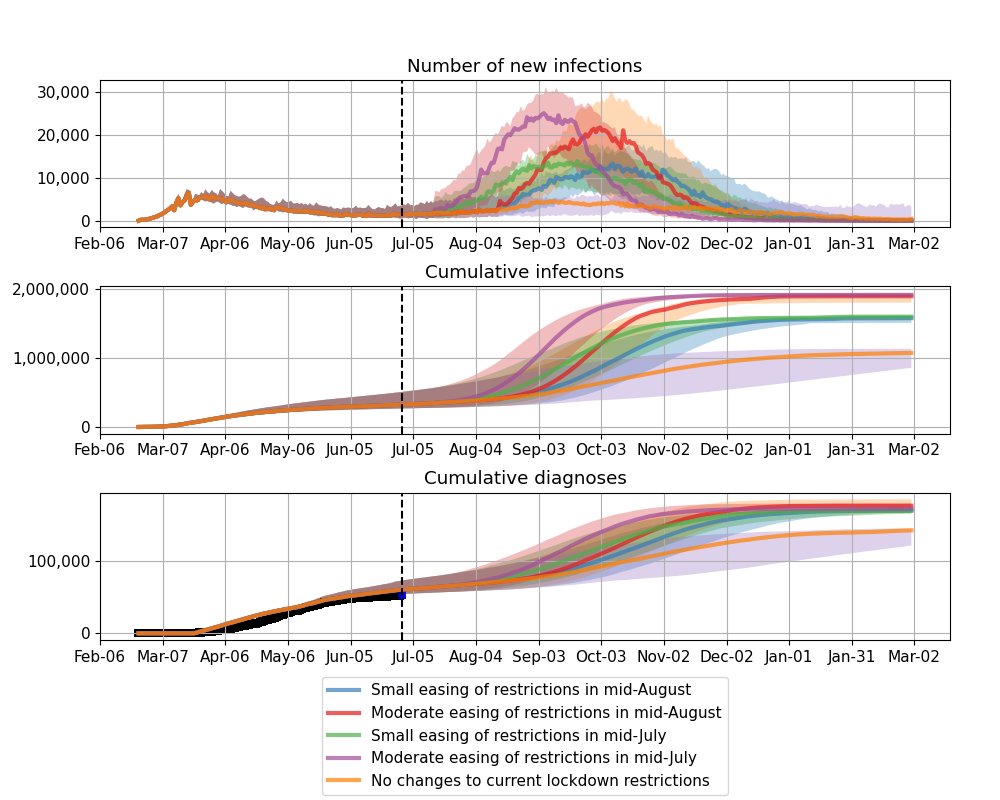 Number of new infections
30,000
20,000
10,000
0
Feb-06 Mar-07 Apr-06 May-06 Jun-05 Jul-05 Aug-04 Sep-03 Oct-03 Nov-02 Dec-02 Jan-01 Jan-31 Mar-02
Cumulative infections
2,000,000
1,000,000
0
Feb-06 Mar-07 Apr-06 May-06 Jun-05 Jul-05 Aug-04 Sep-03 Oct-03 Nov-02 Dec-02 Jan-01 Jan-31 Mar-02
Cumulative diagnoses
100,000
0
Feb-06 Mar-07 Apr-06 May-06 Jun-05 Jul-05 Aug-04 Sep-03 Oct-03 Nov-02 Dec-02 Jan-01 Jan-31 Mar-02
Small easing of restrictions in mid-August
Moderate easing of restrictions in mid-August
Small easing of restrictions in mid-July
Moderate easing of restrictions in mid-July
No changes to current lockdown restrictions